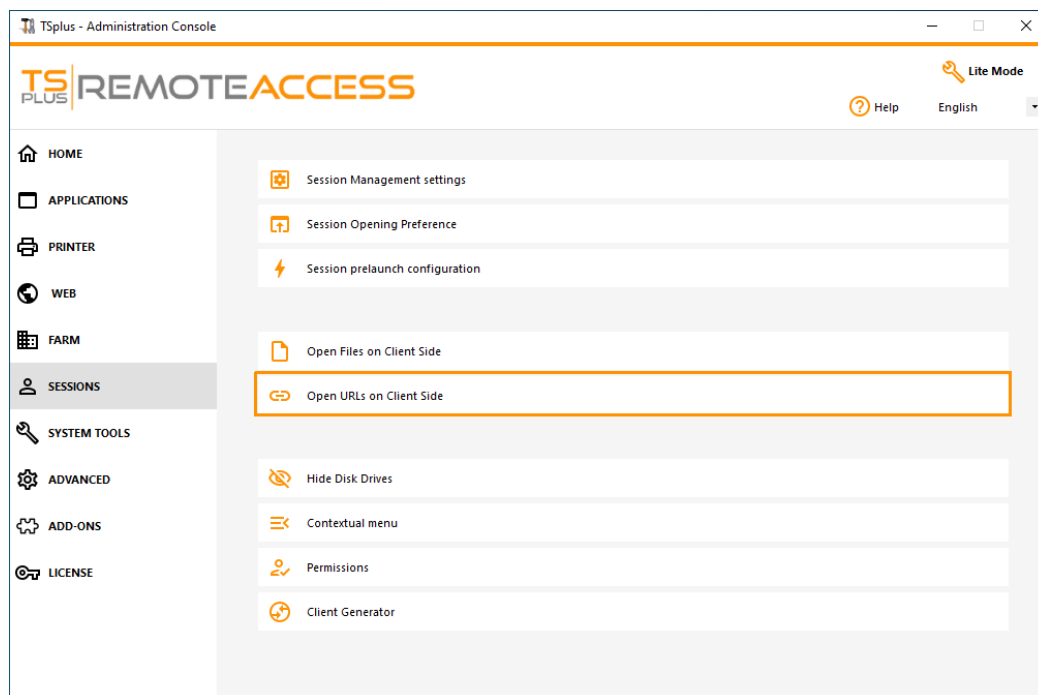 TSplus - Administration Console
TS PLUS REMOTEACCESS
Lite Mode
Help
English
HOME
APPLICATIONS
PRINTER
WEB
FARM
SESSIONS
SYSTEM TOOLS
ADVANCED
ADD-ONS
LICENSE
Session Management settings
Session Opening Preference
Session prelaunch configuration
Open Files on Client Side
Open URLs on Client Side
Hide Disk Drives
Contextual menu
Permissions
Client Generator